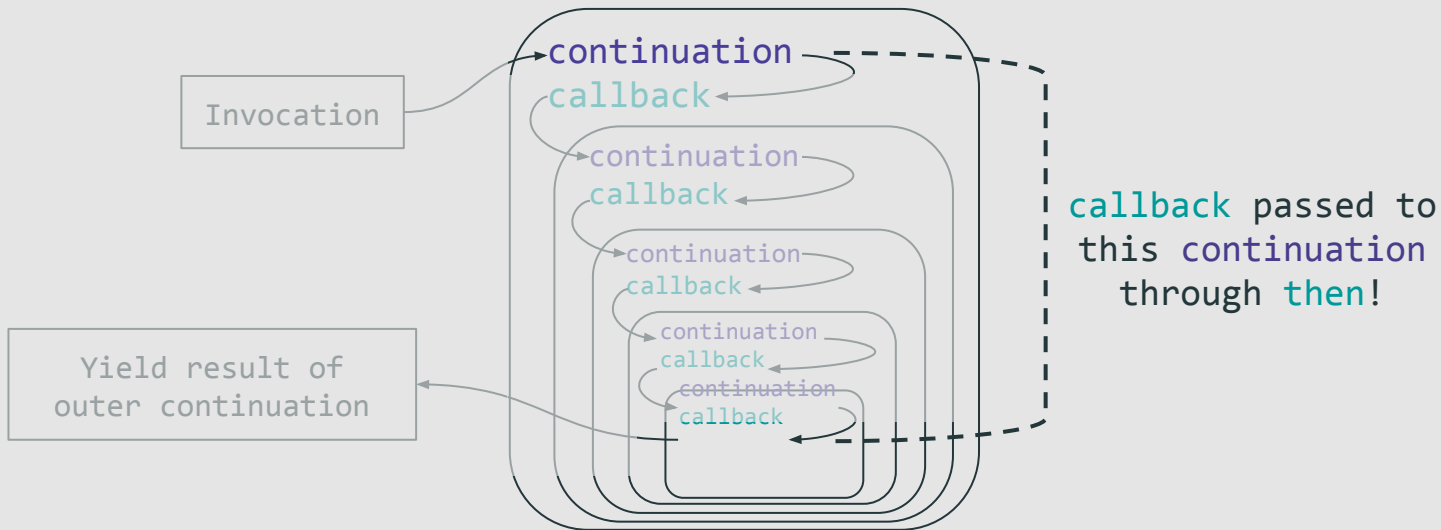 continuation
callback
Invocation
continuation
callback
callback passed to
this continuation
through then!
continuation
callback
continuation
callback
Yield result of
outer continuation
continuation
callback